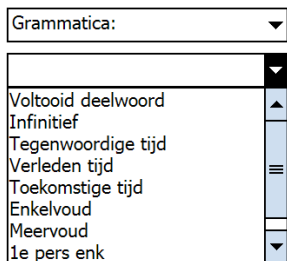 Grammatica:
Voltooid deelwoord
Infinitief
Tegenwoordige tijd
Verleden tijd
Toekomstige tijd
Enkelvoud
Meervoud
1e pers enk